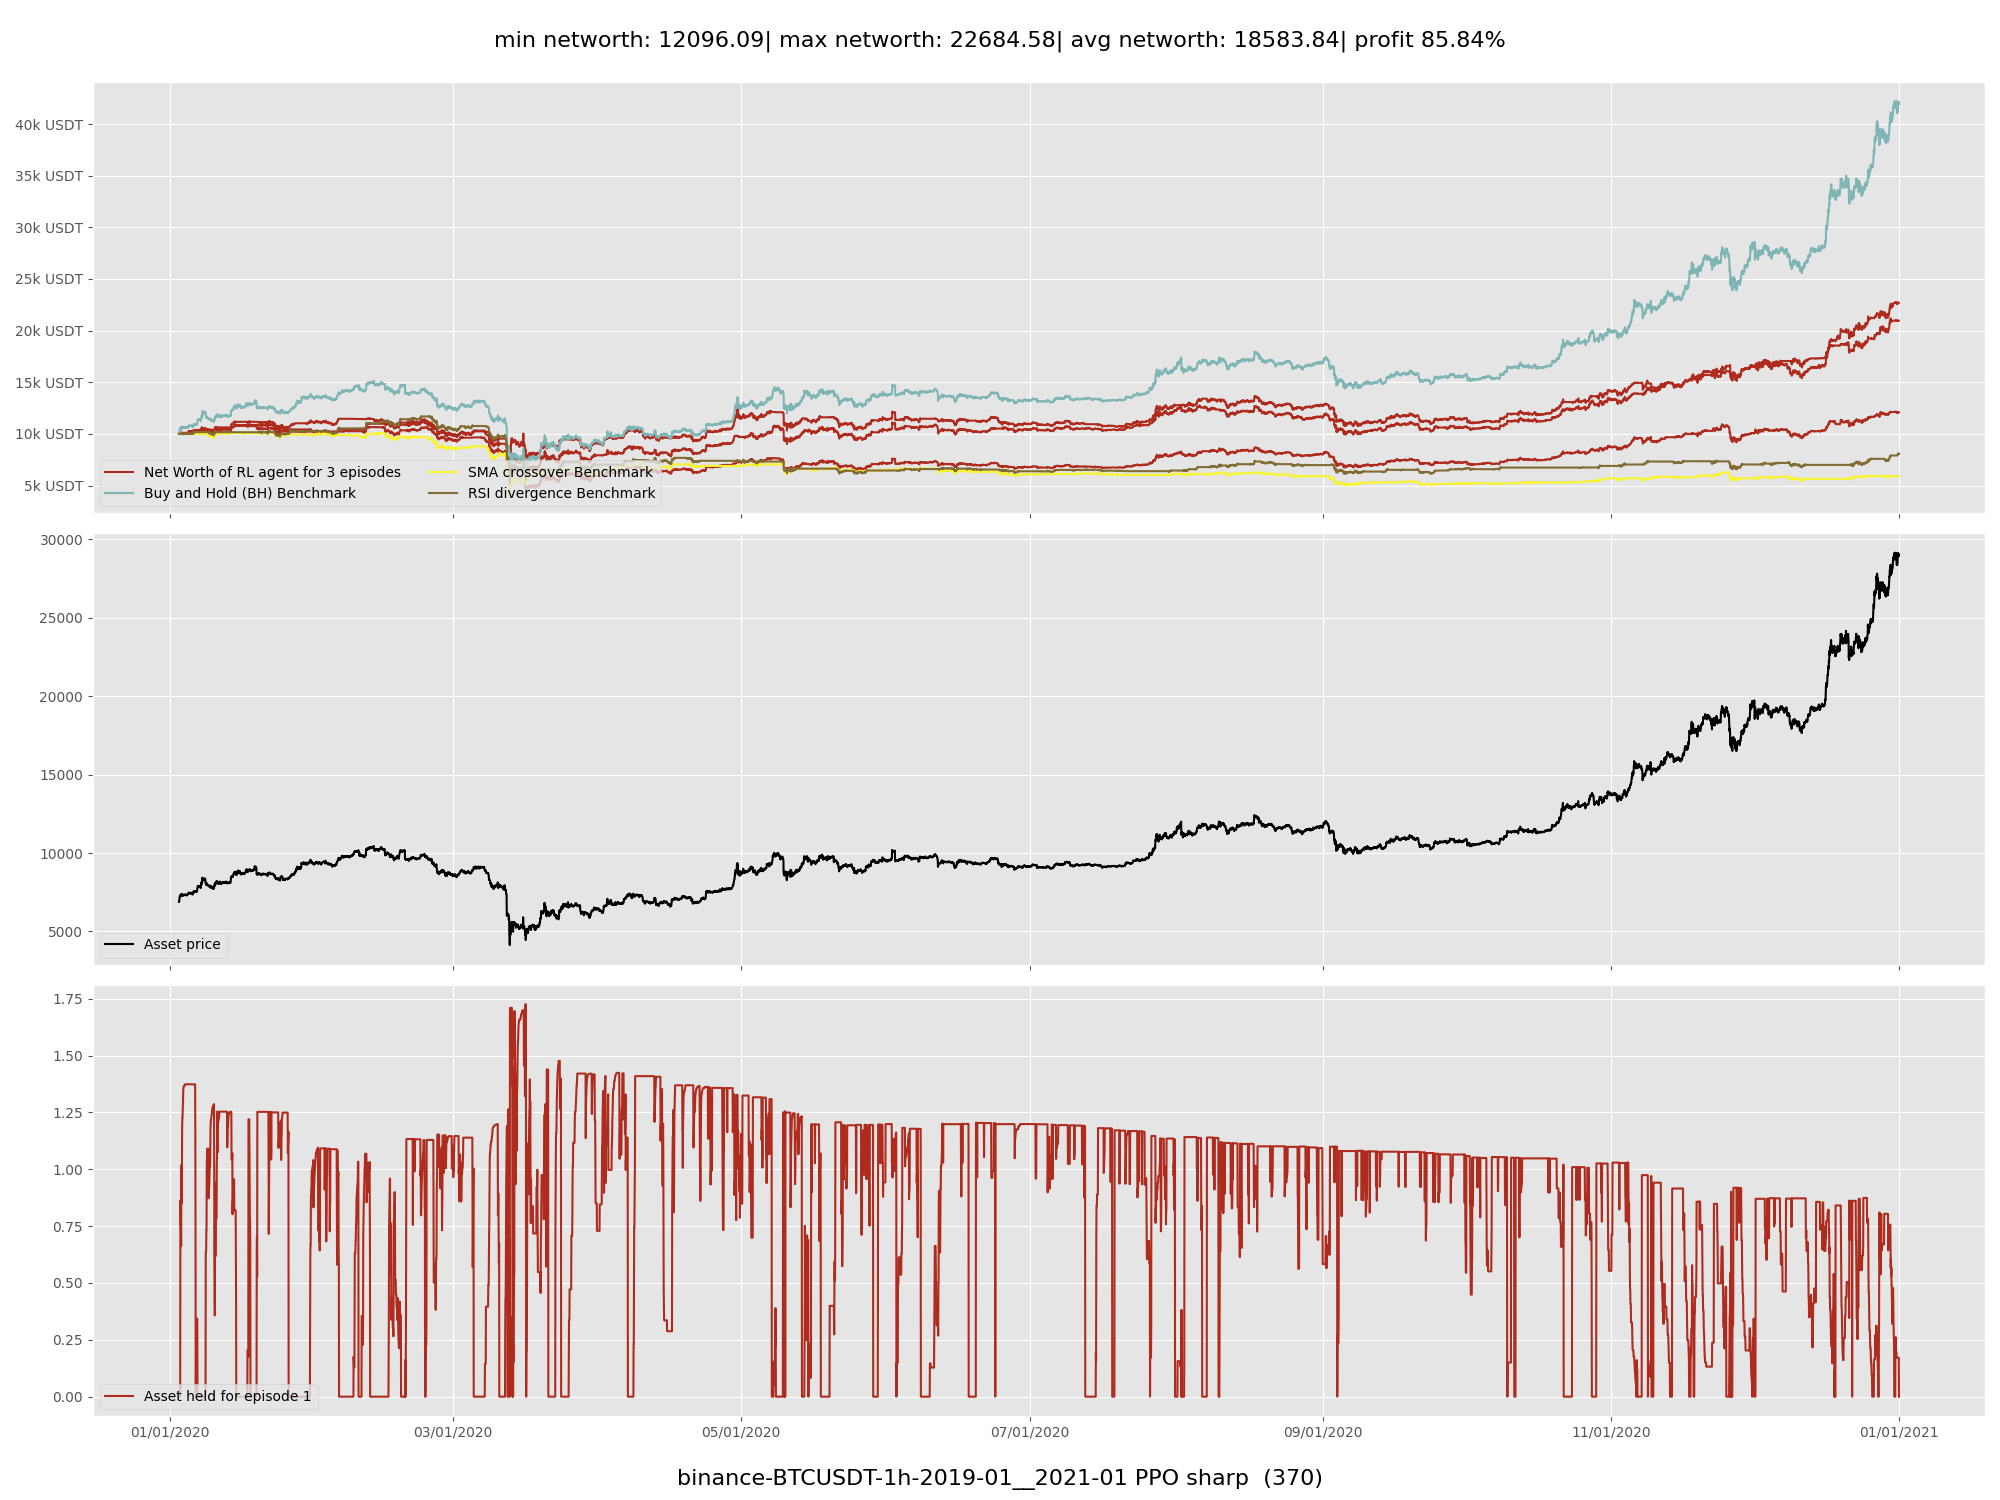 min networth: 12096.09| max networth: 22684.58| avg networth: 18583.84| profit 85.84%
40k USDT
35k USDT
30k USDT
25k USDT
20k USDT
15k USDT
10k USDT
5k USDT
Net Worth of RL agent for 3 episodes
Buy and Hold (BH) Benchmark
SMA crossover Benchmark
RSI divergence Benchmark
30000
25000
20000
15000
10000
5000
Asset price
1.75
1.50
1.25
1.00
0.75
0.50
0.25
0.00
Asset held for episode 1
01/01/2020 03/01/2020 05/01/2020 07/01/2020 09/01/2020 11/01/2020 01/01/2021
binance-BTCUSDT-1h-2019-01__2021-01 PPO sharp  (370)